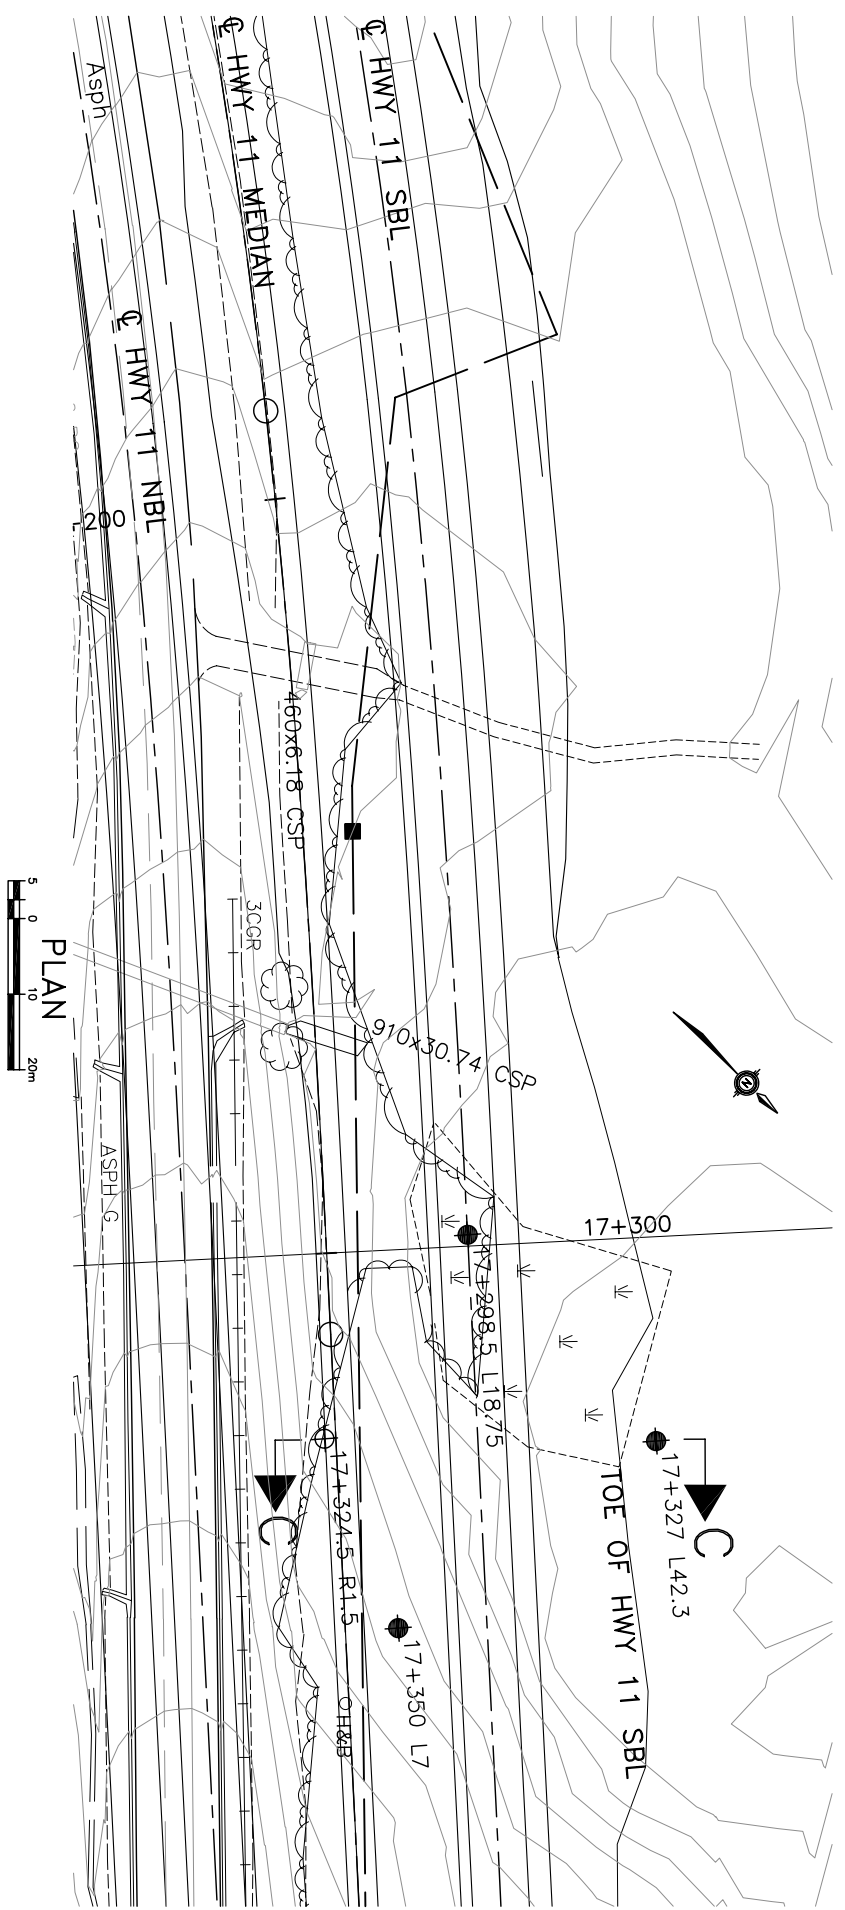 Asph
℄ HWY 11 MEDIAN
℄ HWY 11 SBL
℄ HWY 11 NBL
200
460x6.18 CSP
3CGR
910x30.74 CSP
5 0 10 20m
PLAN
N
ASPH G
17+300
17+298.5 L18.75
17+324.5 R1.5
C
17+327 L42.3
C
TOE OF HWY 11 SBL
17+350 L7
H&B